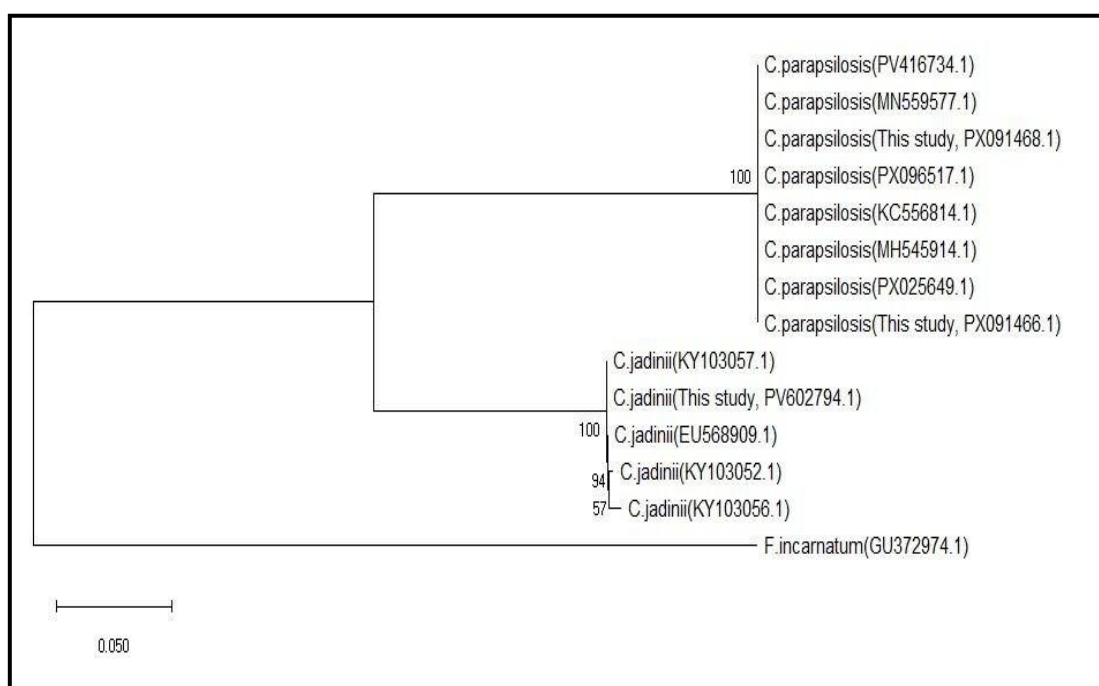 C.parapsilosis(PV416734.1)
C.parapsilosis(MN559577.1)
C.parapsilosis(This study, PX091468.1)
100
C.parapsilosis(PX096517.1)
C.parapsilosis(KC556814.1)
C.parapsilosis(MH545914.1)
C.parapsilosis(PX025649.1)
C.parapsilosis(This study, PX091466.1)
C.jadinii(KY103057.1)
C.jadinii(This study, PV602794.1)
100
C.jadinii(EU568909.1)
C.jadinii(KY103052.1)
94
57
C.jadinii(KY103056.1)
F.incarnatum(GU372974.1)
0.050